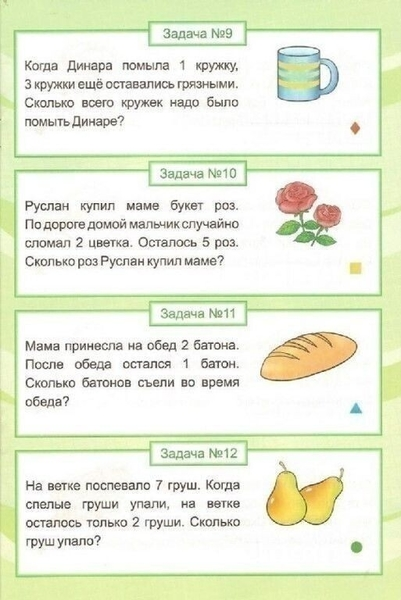 Задача №9
Когда Динара помыла 1 кружку,
3 кружки ещё оставались грязными.
Сколько всего кружек надо было
помыть Динаре?
Задача №10
Руслан купил маме букет роз.
По дороге домой мальчик случайно
сломал 2 цветка. Осталось 5 роз.
Сколько роз Руслан купил маме?
Задача №11
Мама принесла на обед 2 батона.
После обеда остался 1 батон.
Сколько батонов съели во время
обеда?
Задача №12
На ветке поспевало 7 груш. Когда
спелые груши упали, на ветке
осталось только 2 груши. Сколько
груш упало?